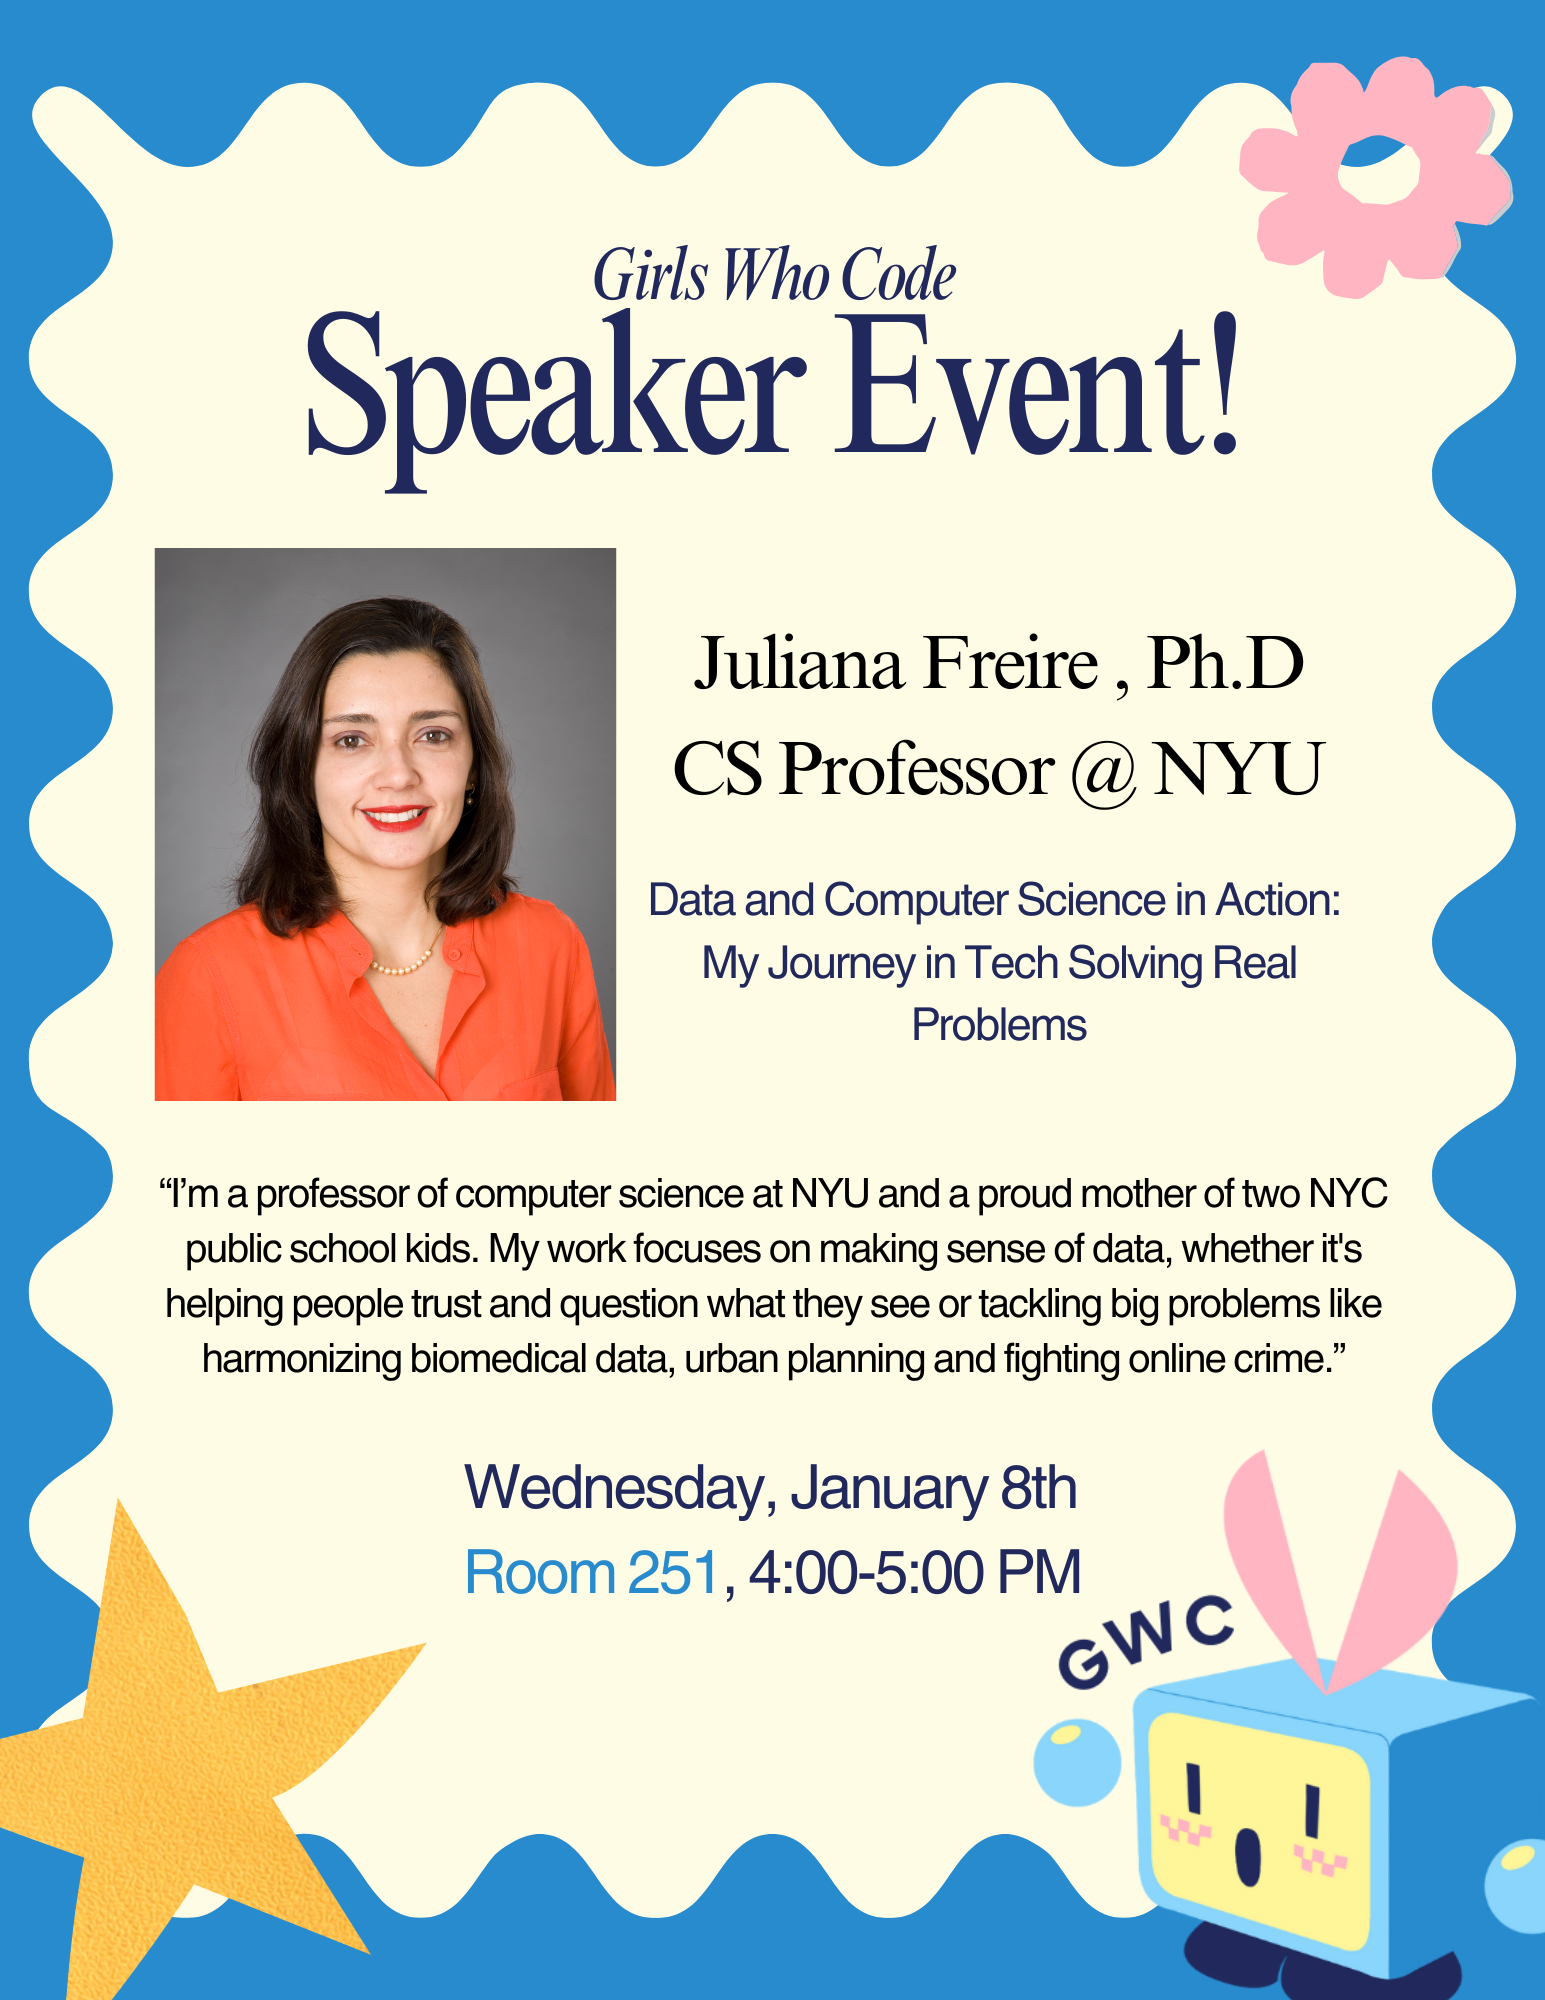 Girls Who Code
Speaker Event!
Juliana Freire , Ph.D
CS Professor @ NYU
Data and Computer Science in Action:
My Journey in Tech Solving Real
Problems
“I’m a professor of computer science at NYU and a proud mother of two NYC
public school kids. My work focuses on making sense of data, whether it's
helping people trust and question what they see or tackling big problems like
harmonizing biomedical data, urban planning and fighting online crime.”
Wednesday, January 8th
Room 251, 4:00-5:00 PM
GWC